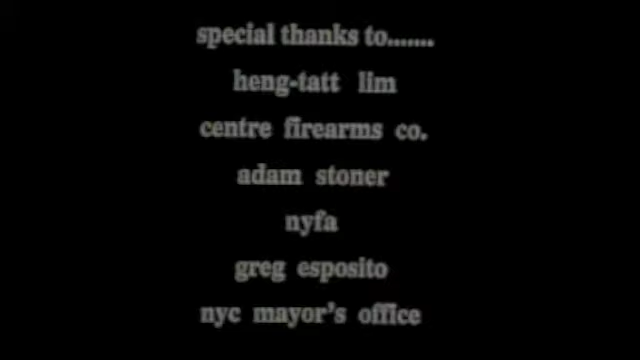 special thanks to.......
heng-tatt lim
centre firearms co.
adam stoner
nyfa
greg esposito
nyc mayor's office